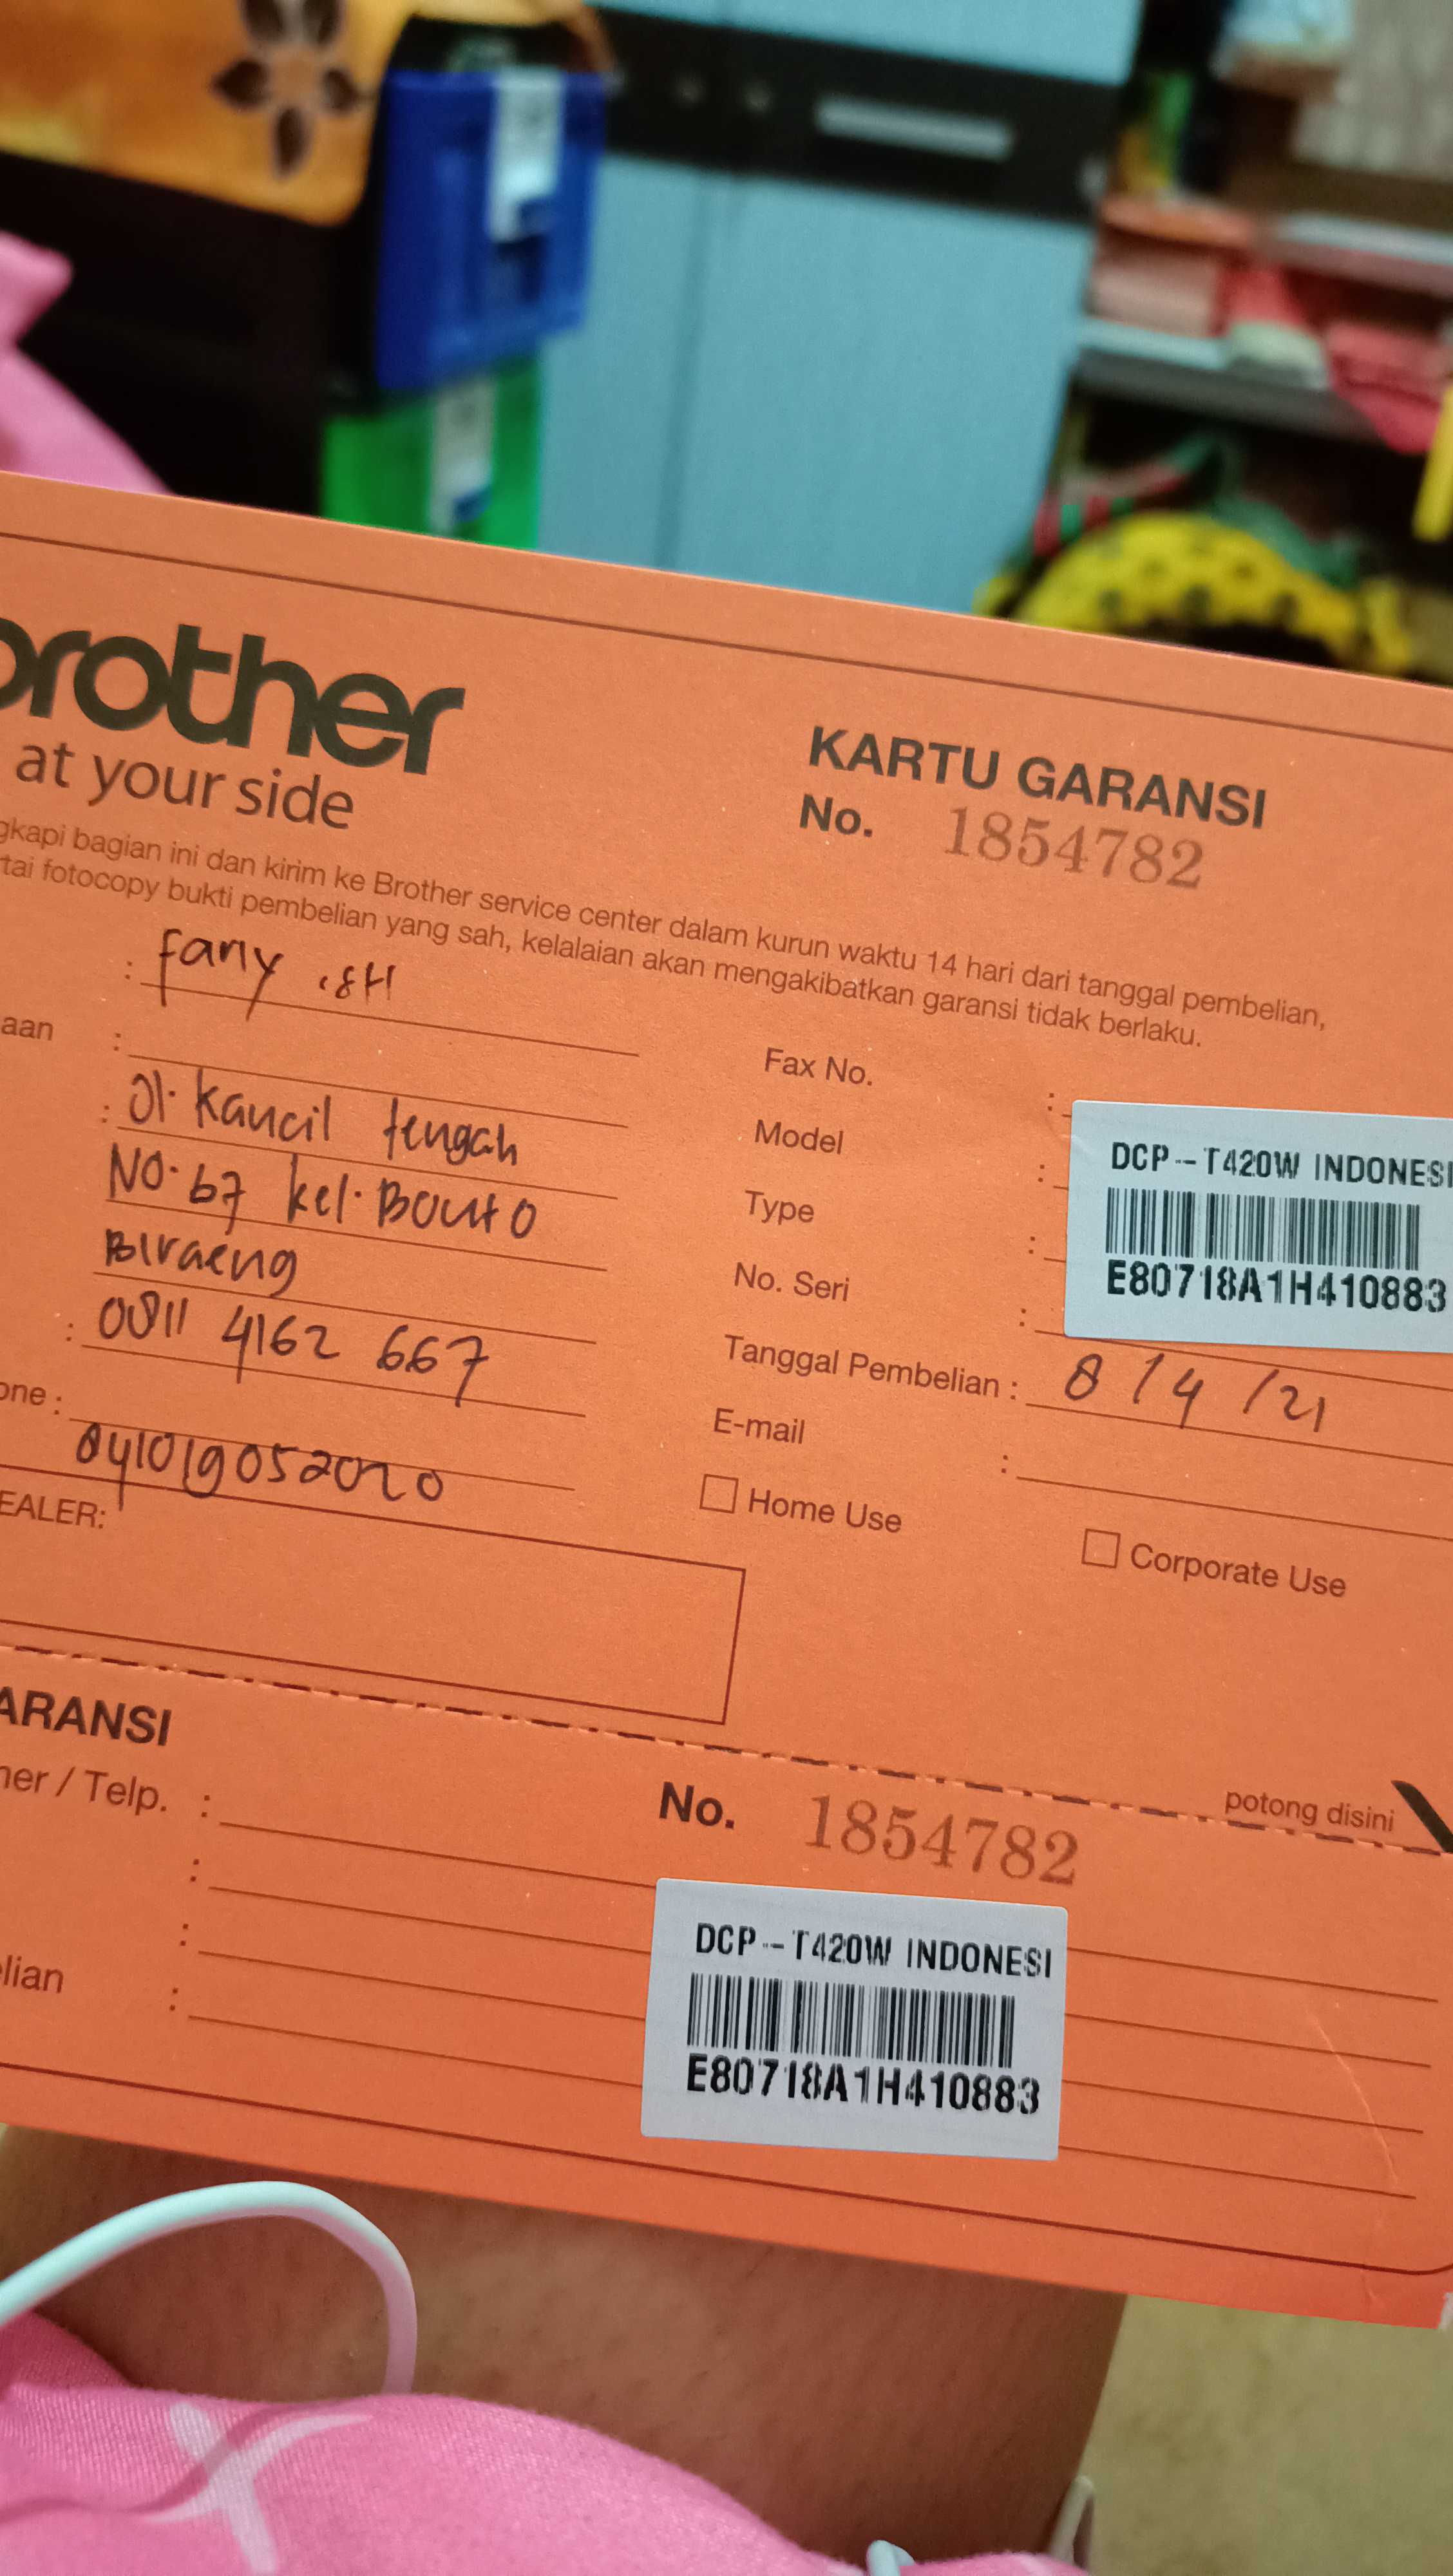 brother
at your side
KARTU GARANSI
No. 1854782
gkapi bagian ini dan kirim ke Brother service center dalam kurun waktu 14 hari dari tanggal pembelian,
tai fotocopy bukti pembelian yang sah, kelalaian akan mengakibatkan garansi tidak berlaku.
: Fany .SH
aan :
: Jl. Kancil tengah
No. 67 kel. Bonto
Biraeng
: 0811 4162 667
one :
041019052020
EALER:
Fax No. :
Model :
Type :
No. Seri :
DCP--T420W INDONESI
E80718A1H410883
Tanggal Pembelian : 8 / 4 / 21
E-mail :
Home Use
Corporate Use
potong disini
ARANSI
No. 1854782
ner / Telp. :
:
:
lian :
DCP--T420W INDONESI
E80718A1H410883